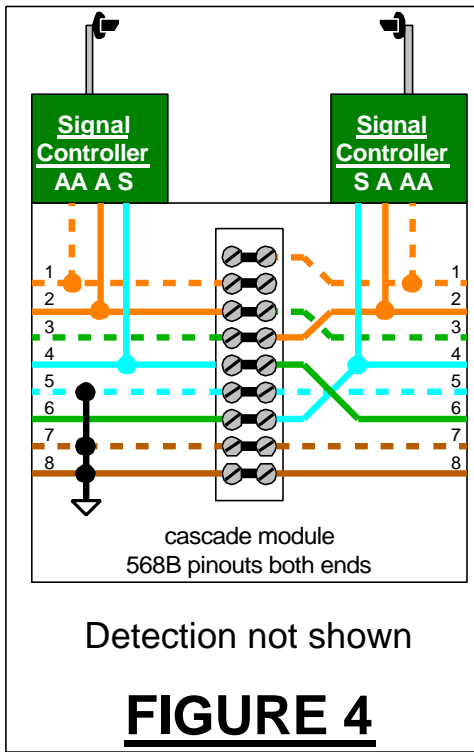 Signal
Controller
AA A S
Signal
Controller
S A AA
1
2
3
4
5
6
7
8
1
2
3
4
5
6
7
8
cascade module
568B pinouts both ends
Detection not shown
FIGURE 4